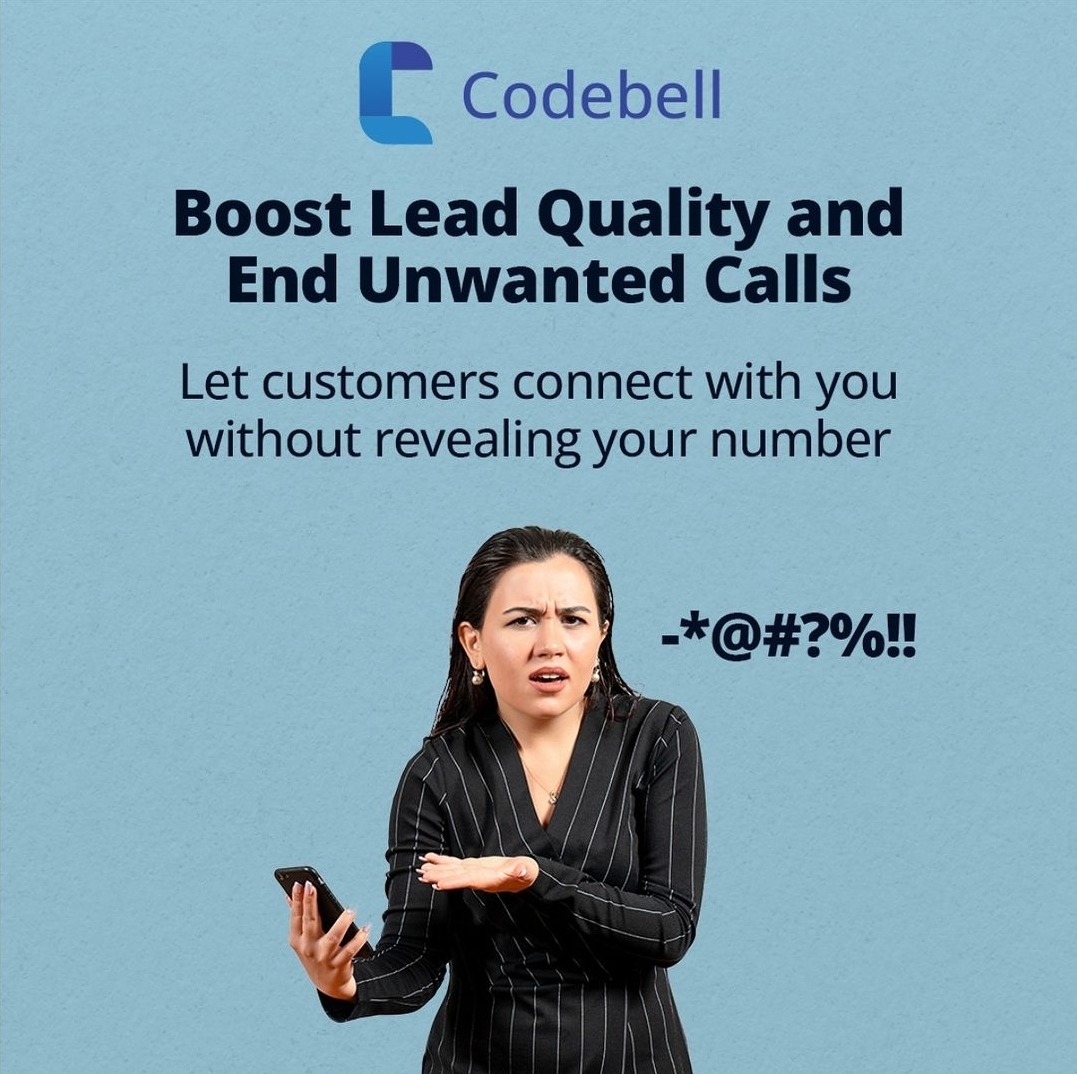 Codebell
Boost Lead Quality and
End Unwanted Calls
Let customers connect with you
without revealing your number
-*@#?%!!